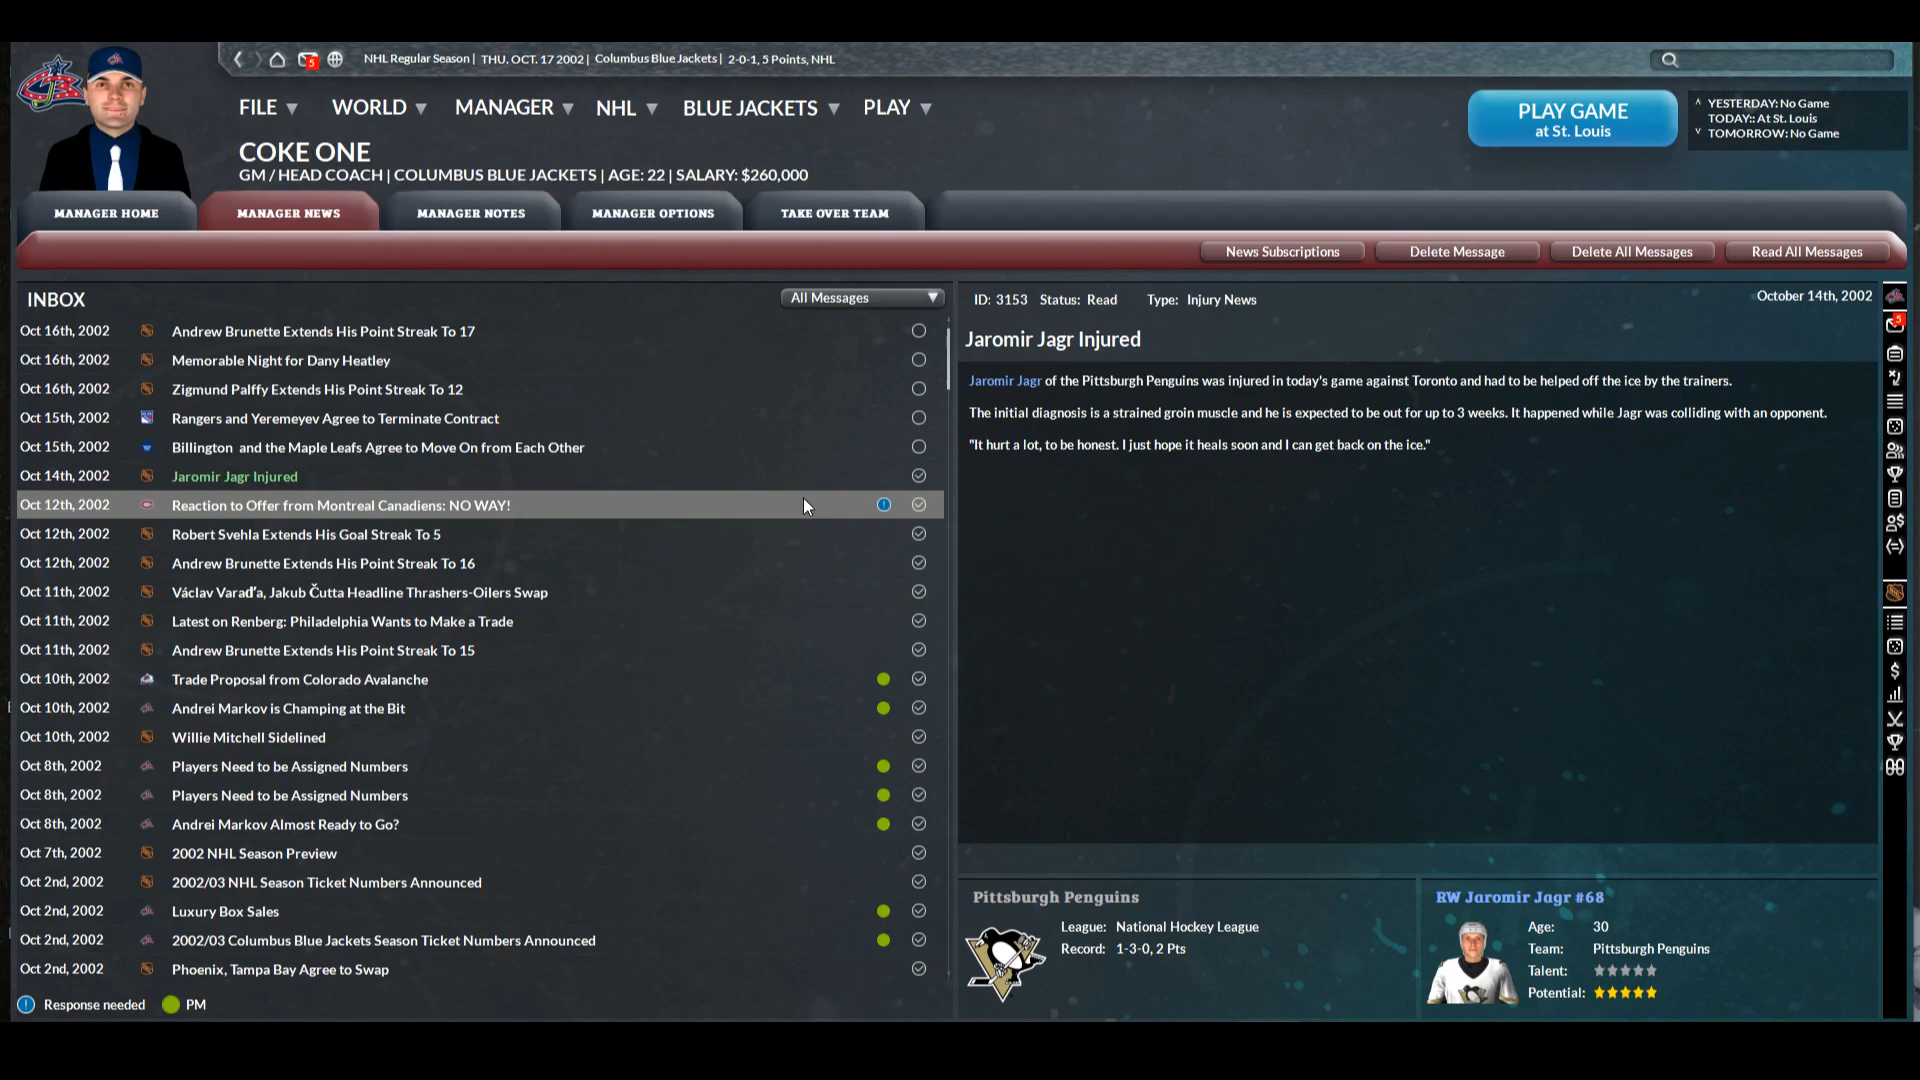 5
NHL Regular Season | THU. OCT. 17 2002 | Columbus Blue Jackets | 2-0-1, 5 Points, NHL
FILE WORLD MANAGER NHL BLUE JACKETS PLAY
PLAY GAME
at St. Louis
YESTERDAY: No Game
TODAY:: At St. Louis
TOMORROW: No Game
COKE ONE
GM / HEAD COACH | COLUMBUS BLUE JACKETS | AGE: 22 | SALARY: $260,000
MANAGER HOME MANAGER NEWS MANAGER NOTES MANAGER OPTIONS TAKE OVER TEAM
News Subscriptions Delete Message Delete All Messages Read All Messages
INBOX All Messages
Oct 16th, 2002 Andrew Brunette Extends His Point Streak To 17
Oct 16th, 2002 Memorable Night for Dany Heatley
Oct 16th, 2002 Zigmund Palffy Extends His Point Streak To 12
Oct 15th, 2002 Rangers and Yeremeyev Agree to Terminate Contract
Oct 15th, 2002 Billington and the Maple Leafs Agree to Move On from Each Other
Oct 14th, 2002 Jaromir Jagr Injured
Oct 12th, 2002 Reaction to Offer from Montreal Canadiens: NO WAY!
Oct 12th, 2002 Robert Svehla Extends His Goal Streak To 5
Oct 12th, 2002 Andrew Brunette Extends His Point Streak To 16
Oct 11th, 2002 Václav Varaďa, Jakub Čutta Headline Thrashers-Oilers Swap
Oct 11th, 2002 Latest on Renberg: Philadelphia Wants to Make a Trade
Oct 11th, 2002 Andrew Brunette Extends His Point Streak To 15
Oct 10th, 2002 Trade Proposal from Colorado Avalanche
Oct 10th, 2002 Andrei Markov is Champing at the Bit
Oct 10th, 2002 Willie Mitchell Sidelined
Oct 8th, 2002 Players Need to be Assigned Numbers
Oct 8th, 2002 Players Need to be Assigned Numbers
Oct 8th, 2002 Andrei Markov Almost Ready to Go?
Oct 7th, 2002 2002 NHL Season Preview
Oct 2nd, 2002 2002/03 NHL Season Ticket Numbers Announced
Oct 2nd, 2002 Luxury Box Sales
Oct 2nd, 2002 2002/03 Columbus Blue Jackets Season Ticket Numbers Announced
Oct 2nd, 2002 Phoenix, Tampa Bay Agree to Swap
Response needed PM
ID: 3153 Status: Read Type: Injury News October 14th, 2002
Jaromir Jagr Injured
Jaromir Jagr of the Pittsburgh Penguins was injured in today's game against Toronto and had to be helped off the ice by the trainers.
The initial diagnosis is a strained groin muscle and he is expected to be out for up to 3 weeks. It happened while Jagr was colliding with an opponent.
"It hurt a lot, to be honest. I just hope it heals soon and I can get back on the ice."
Pittsburgh Penguins
League: National Hockey League
Record: 1-3-0, 2 Pts
RW Jaromir Jagr #68
Age: 30
Team: Pittsburgh Penguins
Talent:
Potential:
5